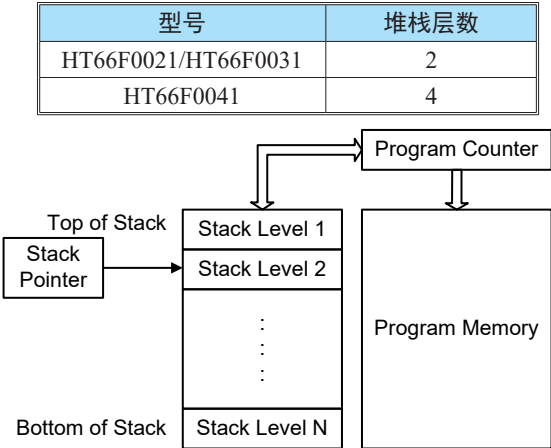 型号 堆栈层数
HT66F0021/HT66F0031 2
HT66F0041 4
Program Counter
Top of Stack Stack Level 1
Stack
Pointer
Stack Level 2
:
:
:
Program Memory
Bottom of Stack Stack Level N